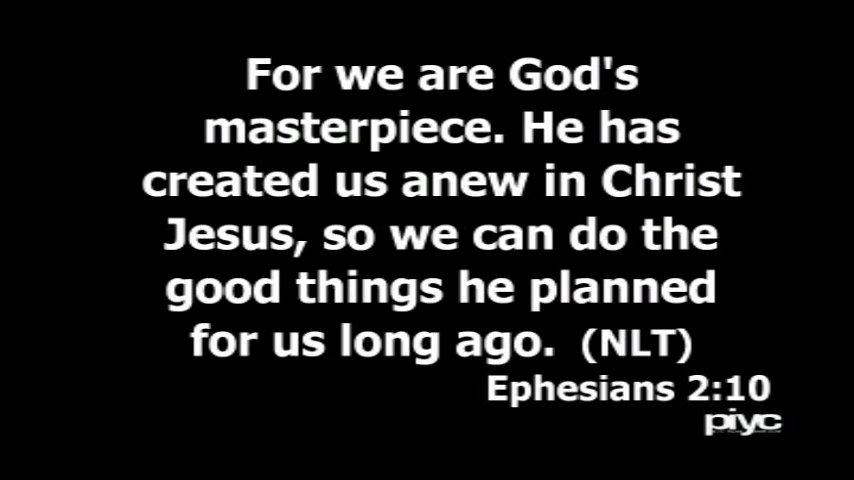 For we are God's
masterpiece. He has
created us anew in Christ
Jesus, so we can do the
good things he planned
for us long ago. (NLT)
Ephesians 2:10
piyc